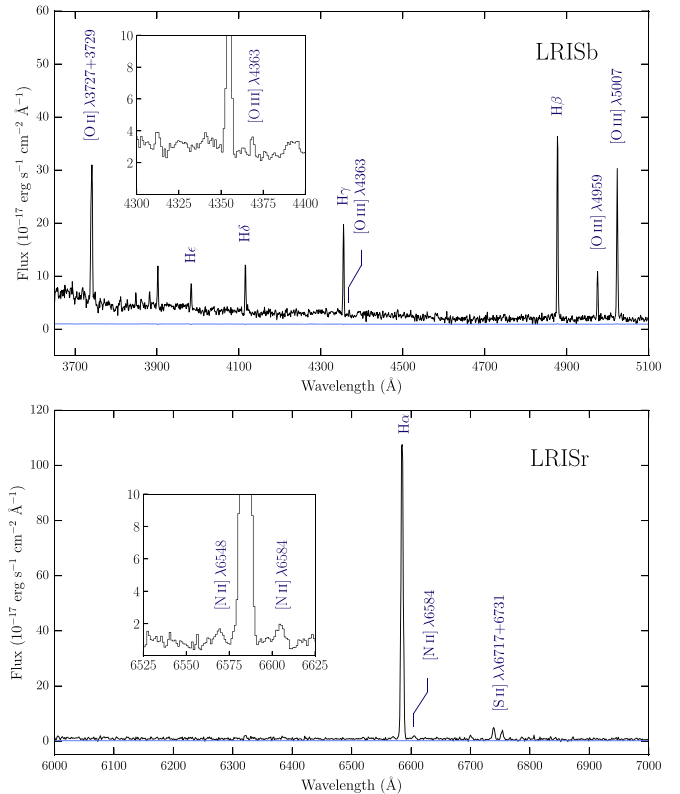 LRISb
[O II] λ3727+3729
Hϵ
Hδ
Hγ
[O III] λ4363
Hβ
[O III] λ4959
[O III] λ5007
[O III] λ4363
10
8
6
4
2
4300 4325 4350 4375 4400
60
50
40
30
20
10
0
Flux (10⁻¹⁷ erg s⁻¹ cm⁻² Å⁻¹)
3700 3900 4100 4300 4500 4700 4900 5100
Wavelength (Å)
LRISr
Hα
[N II] λ6584
[S II] λλ6717+6731
[N II] λ6548
[N II] λ6584
10
8
6
4
2
6525 6550 6575 6600 6625
120
100
80
60
40
20
0
Flux (10⁻¹⁷ erg s⁻¹ cm⁻² Å⁻¹)
6000 6100 6200 6300 6400 6500 6600 6700 6800 6900 7000
Wavelength (Å)